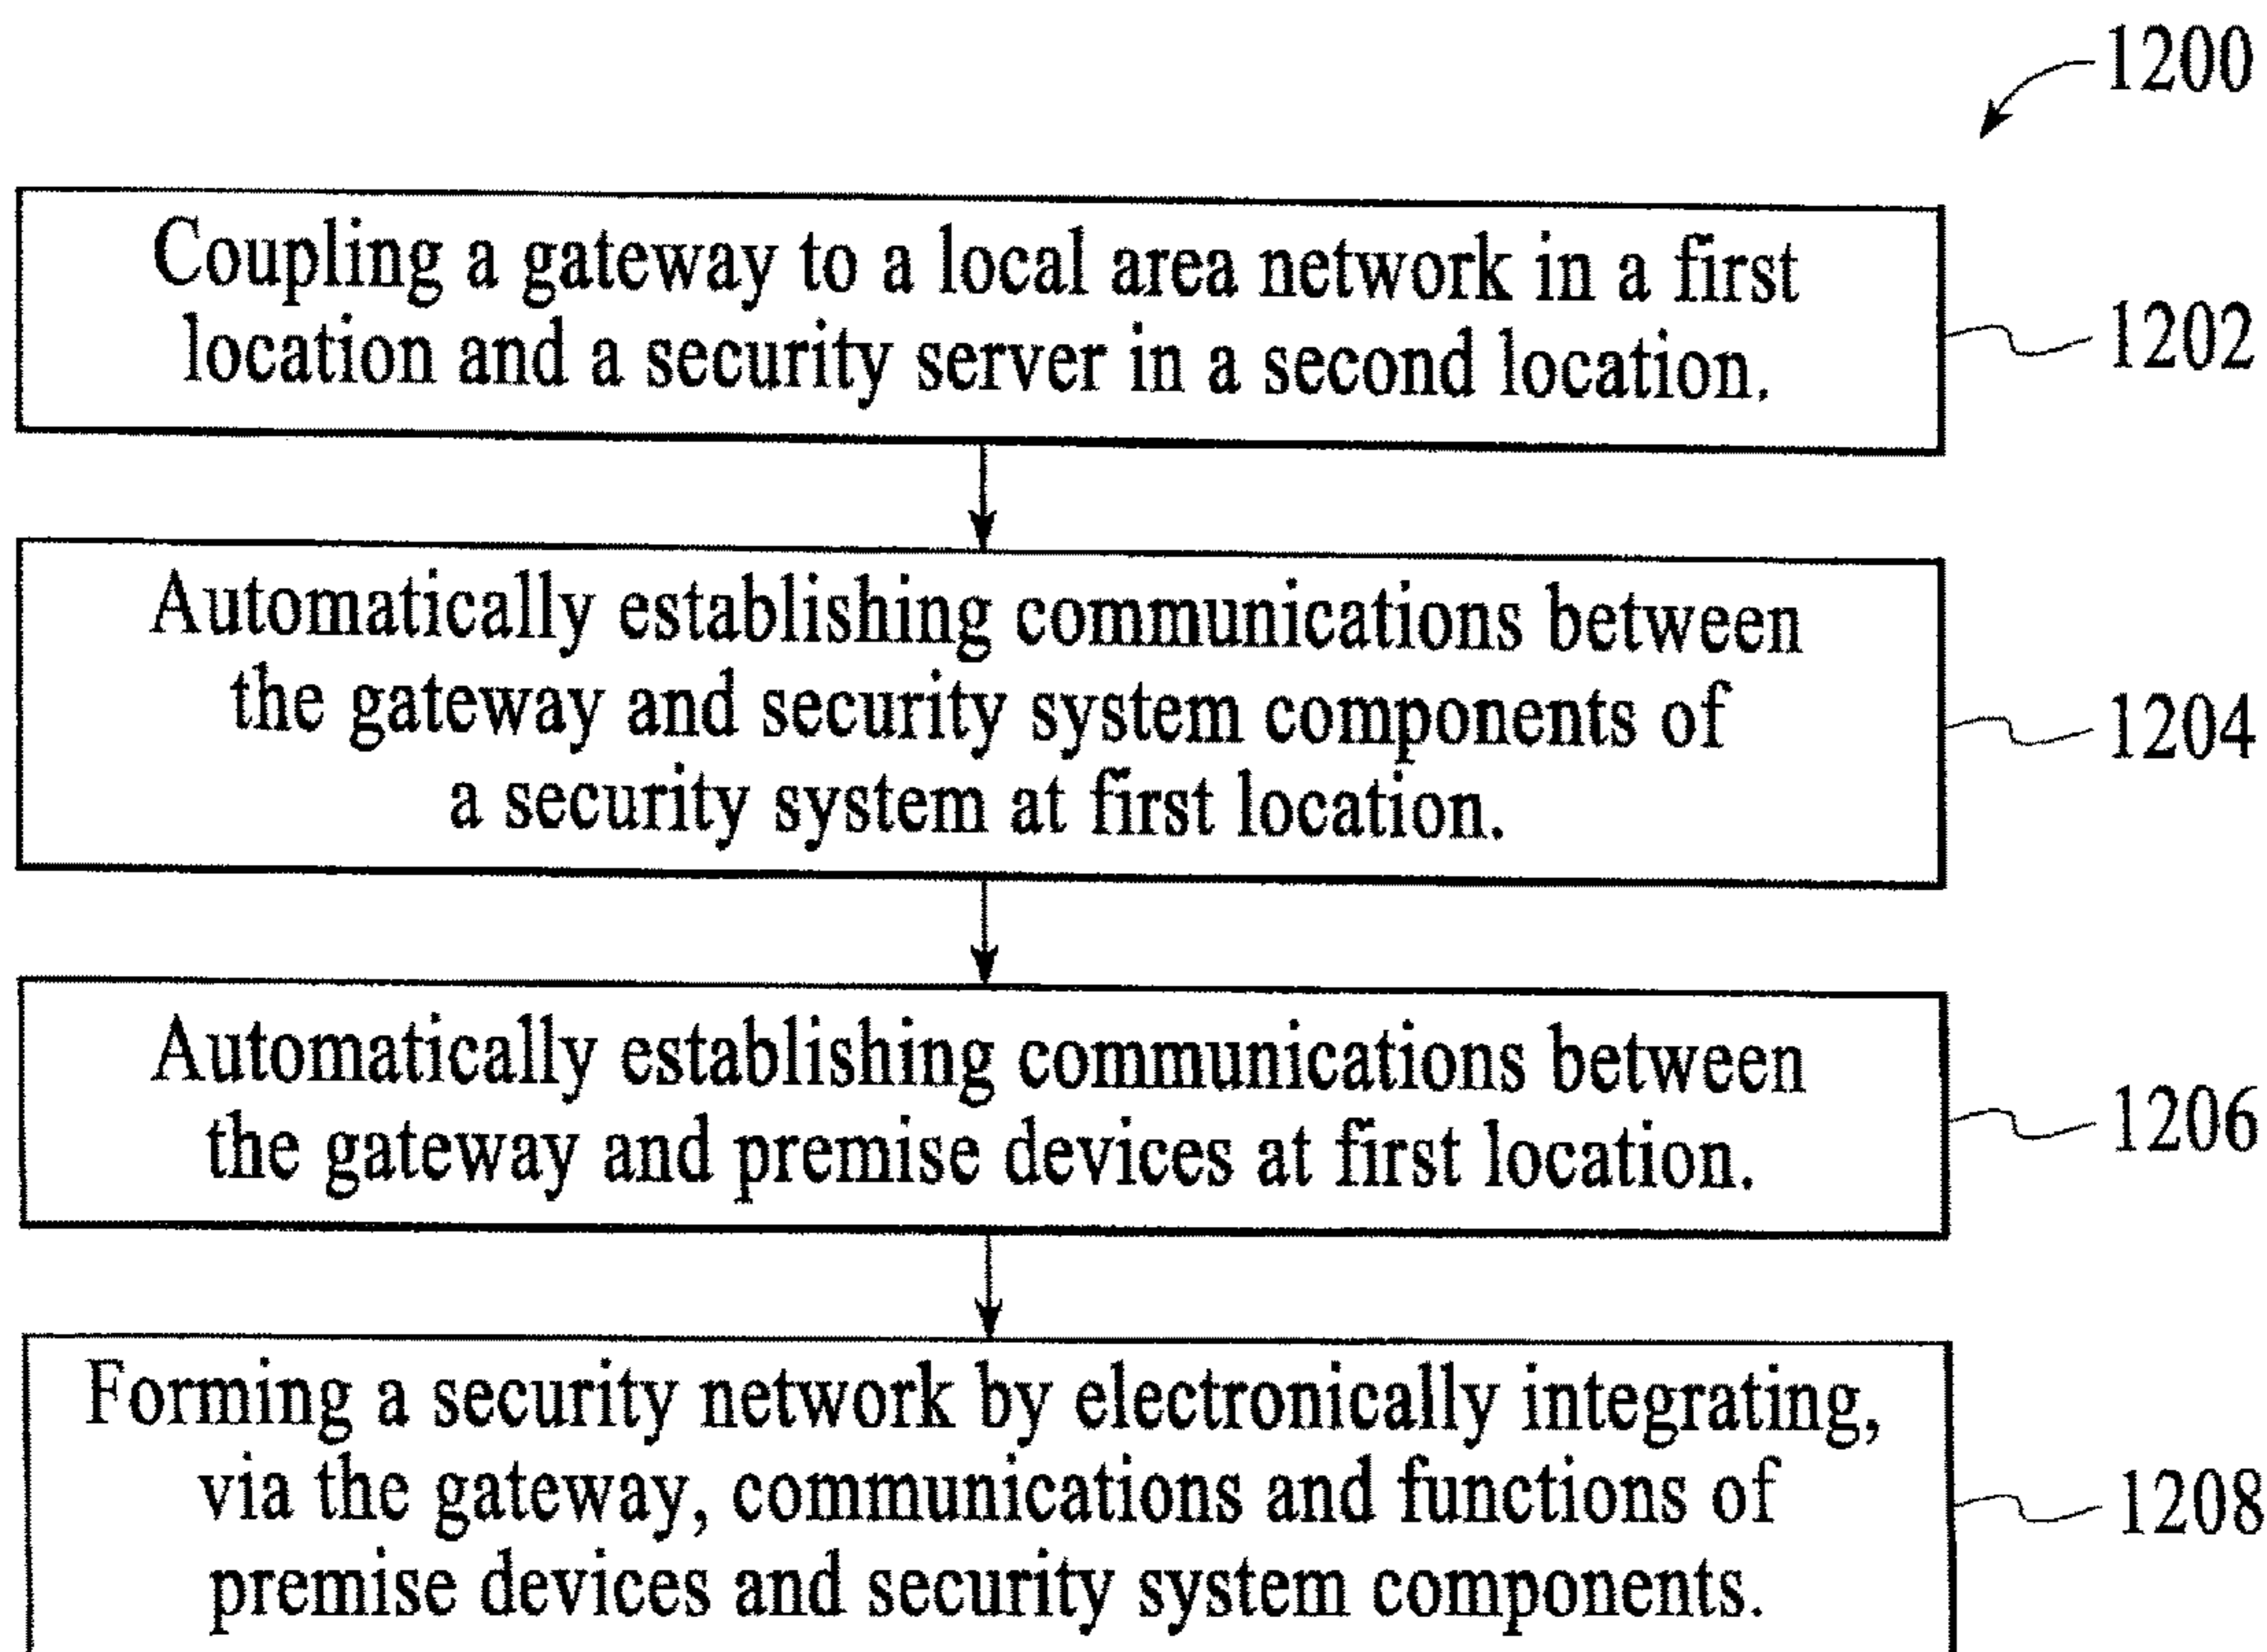 1200
Coupling a gateway to a local area network in a first
location and a security server in a second location.
1202
Automatically establishing communications between
the gateway and security system components of
a security system at first location.
1204
Automatically establishing communications between
the gateway and premise devices at first location.
1206
Forming a security network by electronically integrating,
via the gateway, communications and functions of
premise devices and security system components.
1208